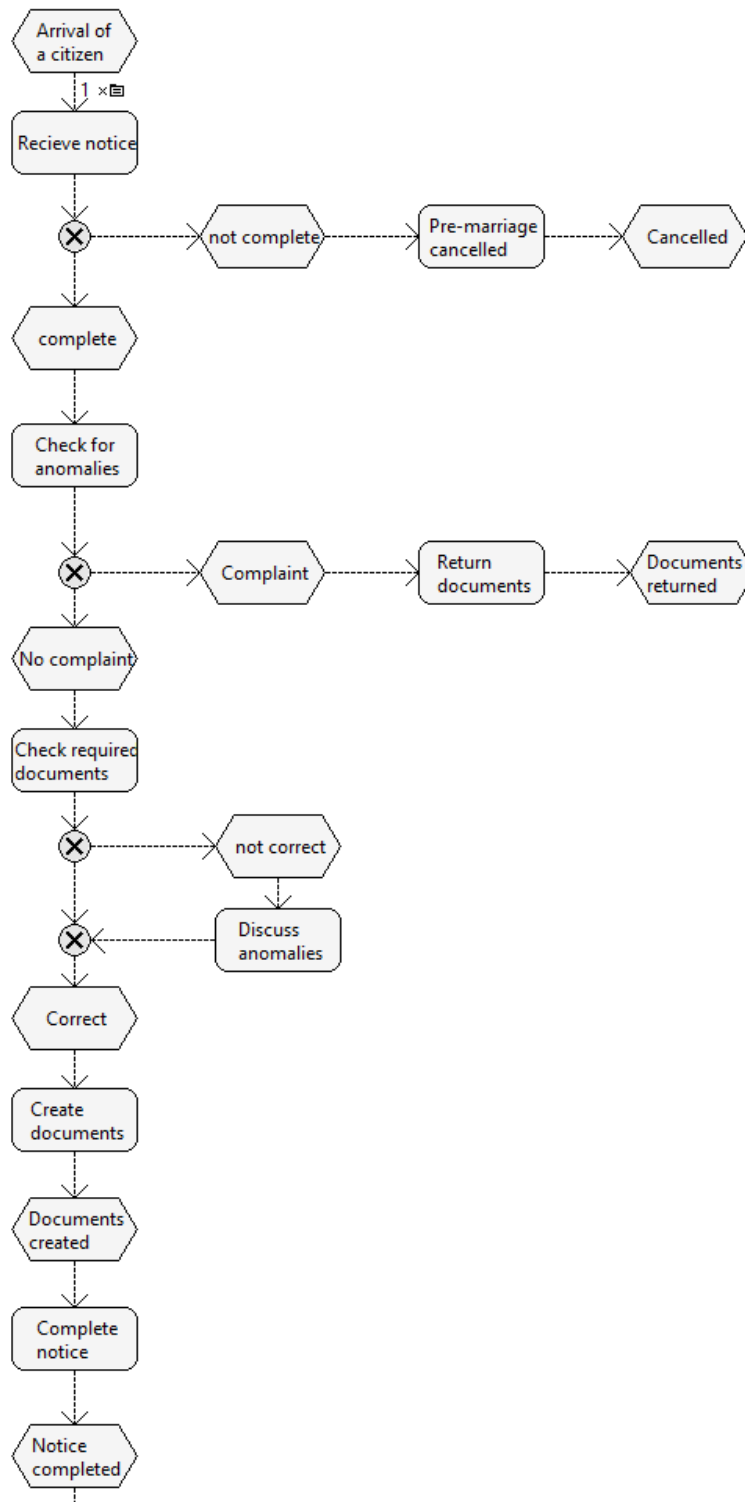 Arrival of
a citizen
1 ×
Recieve notice
not complete
Pre-marriage
cancelled
Cancelled
complete
Check for
anomalies
Complaint
Return
documents
Documents
returned
No complaint
Check required
documents
not correct
Discuss
anomalies
Correct
Create
documents
Documents
created
Complete
notice
Notice
completed